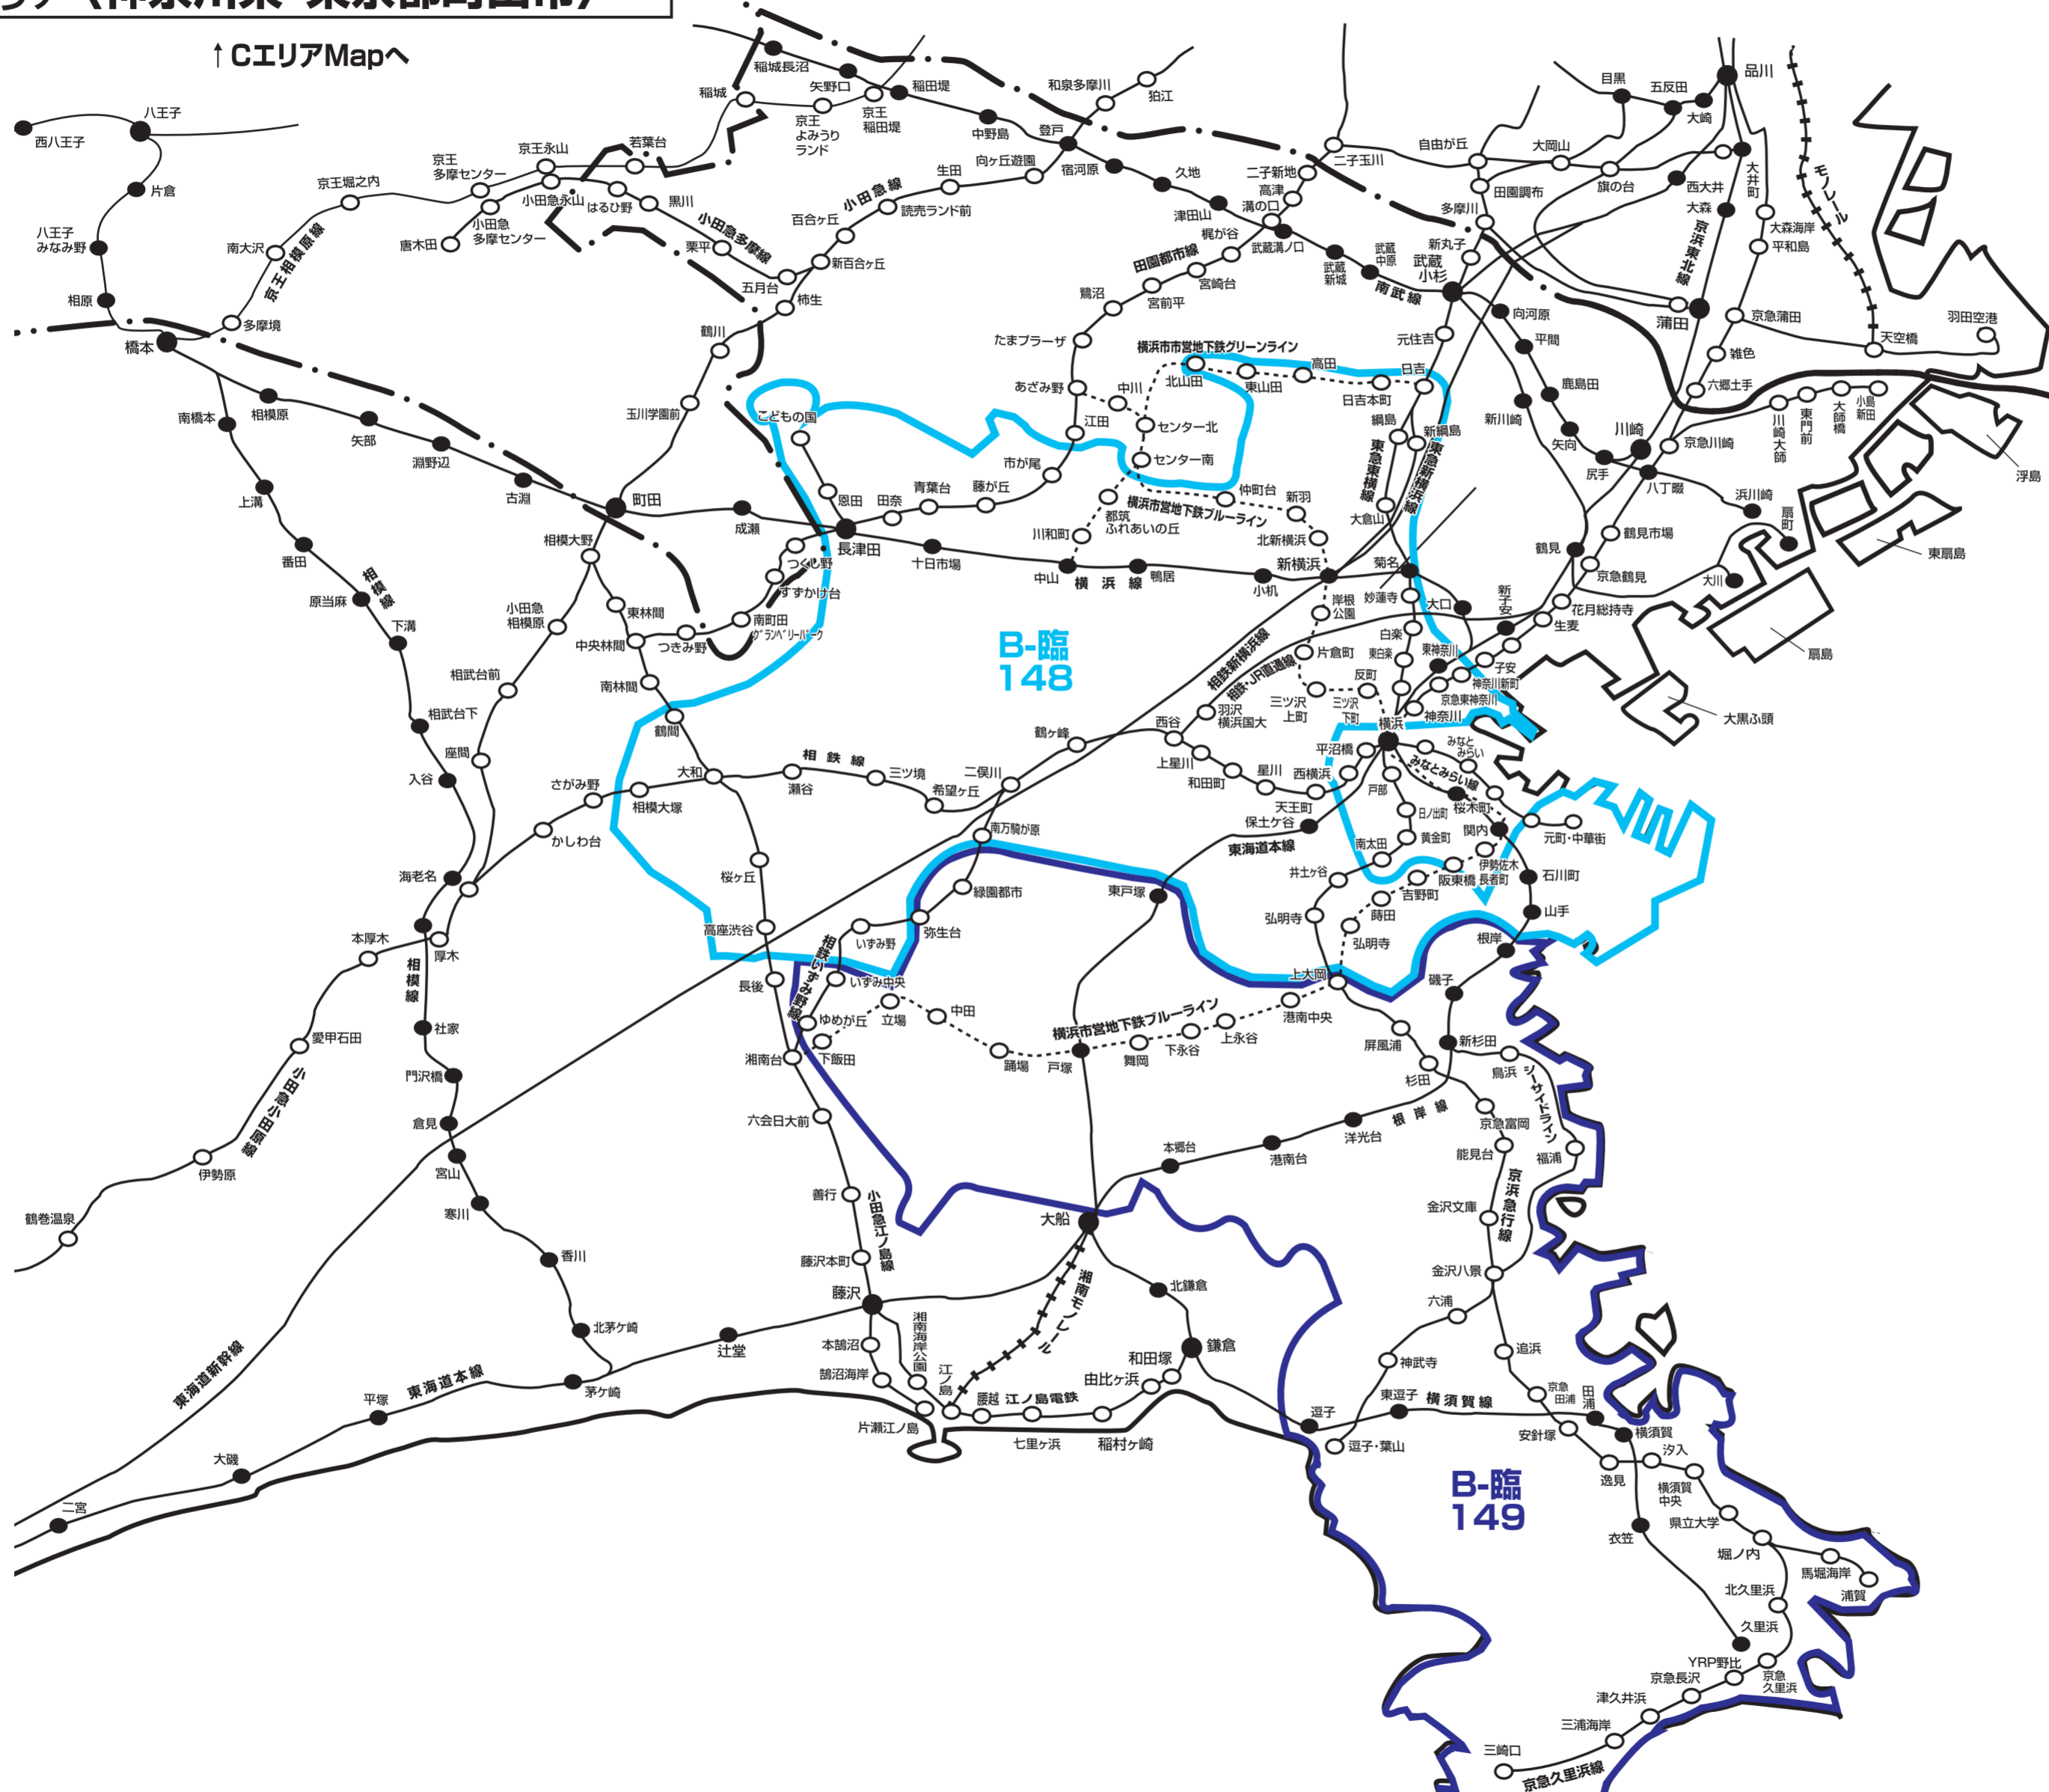 (神奈川県・東京都町田市)
↑CエリアMapへ
西八王子
八王子
片倉
八王子
みなみ野
相原
橋本
多摩境
南大沢
京王相模原線
京王堀之内
京王
多摩センター
京王永山
若葉台
稲城
京王
よみうり
ランド
京王
稲田堤
稲城長沼
矢野口
稲田堤
中野島
登戸
和泉多摩川
狛江
唐木田
小田急
多摩センター
小田急永山
はるひ野
黒川
小田急多摩線
栗平
五月台
新百合ヶ丘
百合ヶ丘
小田急線
読売ランド前
生田
向ヶ丘遊園
宿河原
久地
津田山
武蔵溝ノ口
武蔵
新城
武蔵
中原
南武線
武蔵
小杉
二子玉川
二子新地
高津
溝の口
梶が谷
田園都市線
宮崎台
宮前平
鷺沼
たまプラーザ
あざみ野
江田
市が尾
藤が丘
青葉台
田奈
恩田
こどもの国
長津田
自由が丘
大岡山
目黒
五反田
大崎
品川
旗の台
田園調布
多摩川
新丸子
西大井
大井町
大森
京浜東北線
大森海岸
平和島
モノレール
蒲田
京急蒲田
雑色
六郷土手
天空橋
羽田空港
向河原
平間
鹿島田
矢向
尻手
川崎
新川崎
元住吉
日吉
横浜市市営地下鉄グリーンライン
北山田
東山田
高田
日吉本町
綱島
新綱島
東急東横線
東急新横浜線
大倉山
菊名
中川
センター北
センター南
都筑
ふれあいの丘
川和町
中山
横浜市営地下鉄ブルーライン
仲町台
新羽
北新横浜
新横浜
小机
鴨居
横浜線
十日市場
成瀬
町田
古淵
淵野辺
矢部
相模原
南橋本
上溝
番田
原当麻
下溝
相模線
相武台下
入谷
海老名
玉川学園前
鶴川
柿生
相模大野
小田急
相模原
相武台前
座間
東林間
中央林間
南林間
鶴間
つきみ野
南町田
グランベリーパーク
すずかけ台
つくし野
京急川崎
川崎大師
東門前
大師橋
小島
新田
浮島
八丁畷
浜川崎
扇町
東扇島
鶴見市場
鶴見
京急鶴見
大川
花月総持寺
生麦
扇島
大黒ふ頭
新子安
大口
子安
神奈川新町
京急東神奈川
東神奈川
神奈川
妙蓮寺
白楽
東白楽
反町
横浜
岸根
公園
片倉町
三ツ沢
上町
三ツ沢
下町
B-臨
148
相鉄新横浜線
相鉄・JR直通線
羽沢
横浜国大
西谷
鶴ヶ峰
上星川
和田町
星川
天王町
西横浜
平沼橋
二俣川
希望ヶ丘
三ツ境
相鉄線
瀬谷
大和
相模大塚
さがみ野
かしわ台
みなと
みらい
みなとみらい線
桜木町
関内
元町・中華街
石川町
山手
根岸
戸部
日ノ出町
黄金町
南太田
井土ヶ谷
弘明寺
上大岡
伊勢佐木
長者町
阪東橋
吉野町
蒔田
弘明寺
保土ケ谷
東海道本線
東戸塚
南万騎が原
緑園都市
弥生台
いずみ野
相鉄いずみ野線
いずみ中央
ゆめが丘
湘南台
桜ヶ丘
高座渋谷
長後
下飯田
立場
中田
踊場
戸塚
横浜市営地下鉄ブルーライン
舞岡
下永谷
上永谷
港南中央
本厚木
厚木
相模線
社家
門沢橋
倉見
宮山
寒川
香川
北茅ケ崎
愛甲石田
小田急小田原線
伊勢原
鶴巻温泉
磯子
屏風浦
新杉田
杉田
鳥浜
シーサイドライン
福浦
京急富岡
能見台
京浜急行線
金沢文庫
金沢八景
根岸線
洋光台
港南台
本郷台
大船
六会日大前
善行
小田急江ノ島線
藤沢本町
藤沢
本鵠沼
鵠沼海岸
片瀬江ノ島
湘南海岸公園
江ノ島
湘南モノレール
北鎌倉
鎌倉
和田塚
由比ヶ浜
腰越
江ノ島電鉄
七里ヶ浜
稲村ヶ崎
辻堂
茅ケ崎
東海道本線
平塚
大磯
二宮
東海道新幹線
六浦
神武寺
逗子・葉山
逗子
東逗子
横須賀線
追浜
京急
田浦
田浦
安針塚
横須賀
逸見
汐入
横須賀
中央
県立大学
堀ノ内
馬堀海岸
浦賀
衣笠
北久里浜
久里浜
京急
久里浜
YRP野比
京急長沢
津久井浜
三浦海岸
三崎口
京急久里浜線
B-臨
149